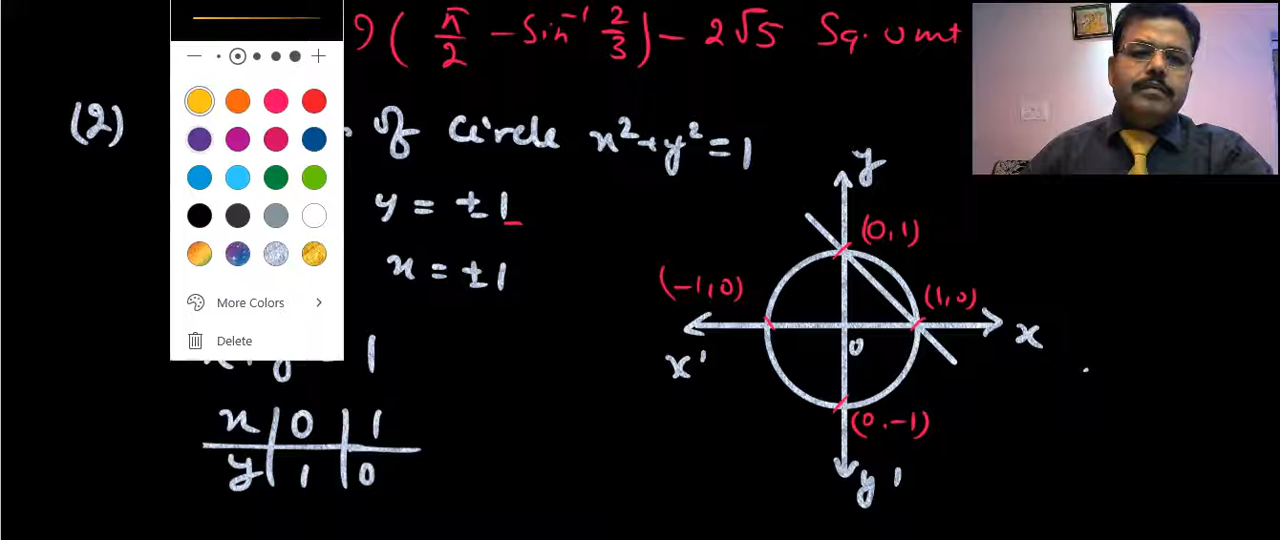 9 ( π/2 - Sin⁻¹ 2/3 ) - 2√5 Sq. unit
(2) of Circle x²+y²=1
y = ±1
x = ±1
x + y = 1
x | 0 | 1
y | 1 | 0
y
(0,1)
(-1,0)
(1,0)
x'
0
x
(0,-1)
y'
More Colors
Delete